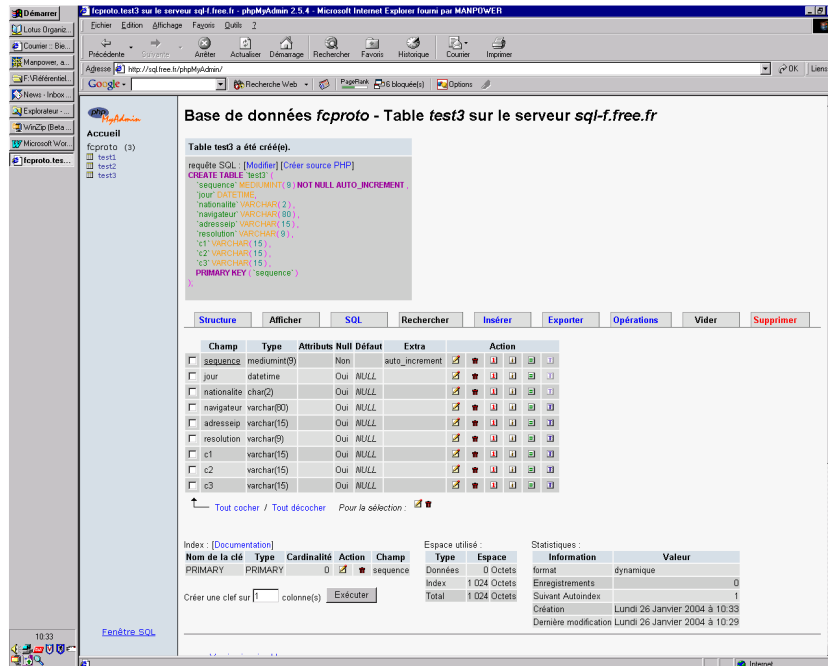 Démarrer
Lotus Organiz...
Courrier :: Bie...
Manpower, a...
F:\Référentiel...
News - Inbox...
Explorateur - ...
WinZip (Beta ...
Microsoft Wor...
fcproto.tes...
10:33
fcproto.test3 sur le serveur sql-f.free.fr - phpMyAdmin 2.5.4 - Microsoft Internet Explorer fourni par MANPOWER
Fichier Edition Affichage Favoris Outils ?
Précédente Suivante Arrêter Actualiser Démarrage Rechercher Favoris Historique Courrier Imprimer
Adresse http://sql.free.fr/phpMyAdmin/ OK Liens
Google Recherche Web PageRank 06 bloquée(s) Options
php
MyAdmin
Accueil
fcproto (3)
test1
test2
test3
Fenêtre SQL
Base de données fcproto - Table test3 sur le serveur sql-f.free.fr
Table test3 a été créé(e).
requête SQL : [Modifier] [Créer source PHP]
CREATE TABLE `test3` (
`sequence` MEDIUMINT( 9 ) NOT NULL AUTO_INCREMENT ,
`jour` DATETIME,
`nationalite` VARCHAR( 2 ) ,
`navigateur` VARCHAR( 80 ) ,
`adresseip` VARCHAR( 15 ) ,
`resolution` VARCHAR( 9 ) ,
`c1` VARCHAR( 15 ) ,
`c2` VARCHAR( 15 ) ,
`c3` VARCHAR( 15 ) ,
PRIMARY KEY ( `sequence` )
);
Structure Afficher SQL Rechercher Insérer Exporter Opérations Vider Supprimer
Champ Type Attributs Null Défaut Extra Action
sequence mediumint(9) Non auto_increment
jour datetime Oui NULL
nationalite char(2) Oui NULL
navigateur varchar(80) Oui NULL
adresseip varchar(15) Oui NULL
resolution varchar(9) Oui NULL
c1 varchar(15) Oui NULL
c2 varchar(15) Oui NULL
c3 varchar(15) Oui NULL
Tout cocher / Tout décocher Pour la sélection :
Index : [Documentation]
Nom de la clé Type Cardinalité Action Champ
PRIMARY PRIMARY 0 sequence
Créer une clef sur 1 colonne(s) Exécuter
Espace utilisé :
Type Espace
Données 0 Octets
Index 1 024 Octets
Total 1 024 Octets
Statistiques :
Information Valeur
format dynamique
Enregistrements 0
Suivant Autoindex 1
Création Lundi 26 Janvier 2004 à 10:33
Dernière modification Lundi 26 Janvier 2004 à 10:29
Internet